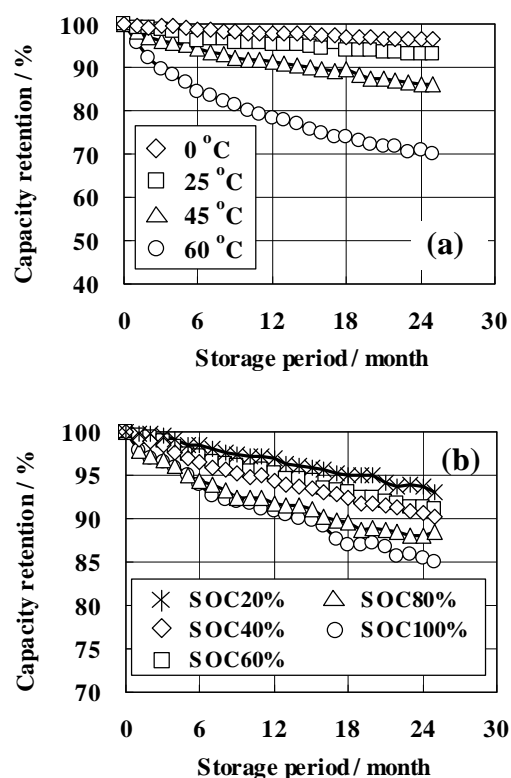 100
90
80
70
60
50
40
Capacity retention / %
0 °C
25 °C
45 °C
60 °C
(a)
0 6 12 18 24 30
Storage period / month
100
95
90
85
80
75
70
Capacity retention / %
(b)
SOC20% SOC80%
SOC40% SOC100%
SOC60%
0 6 12 18 24 30
Storage period / month